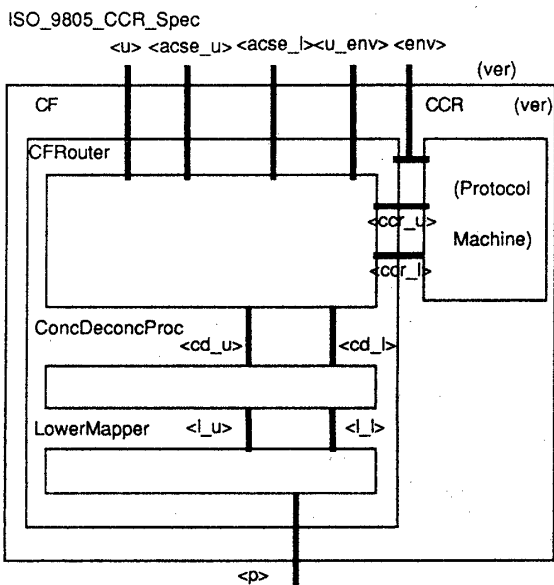 ISO_9805_CCR_Spec
<u> <acse_u> <acse_l> <u_env> <env>
(ver)
CF CCR (ver)
CFRouter
(Protocol
<ccr_u>
Machine)
<ccr_l>
ConcDeconcProc
<cd_u> <cd_l>
LowerMapper <l_u> <l_l>
<p>